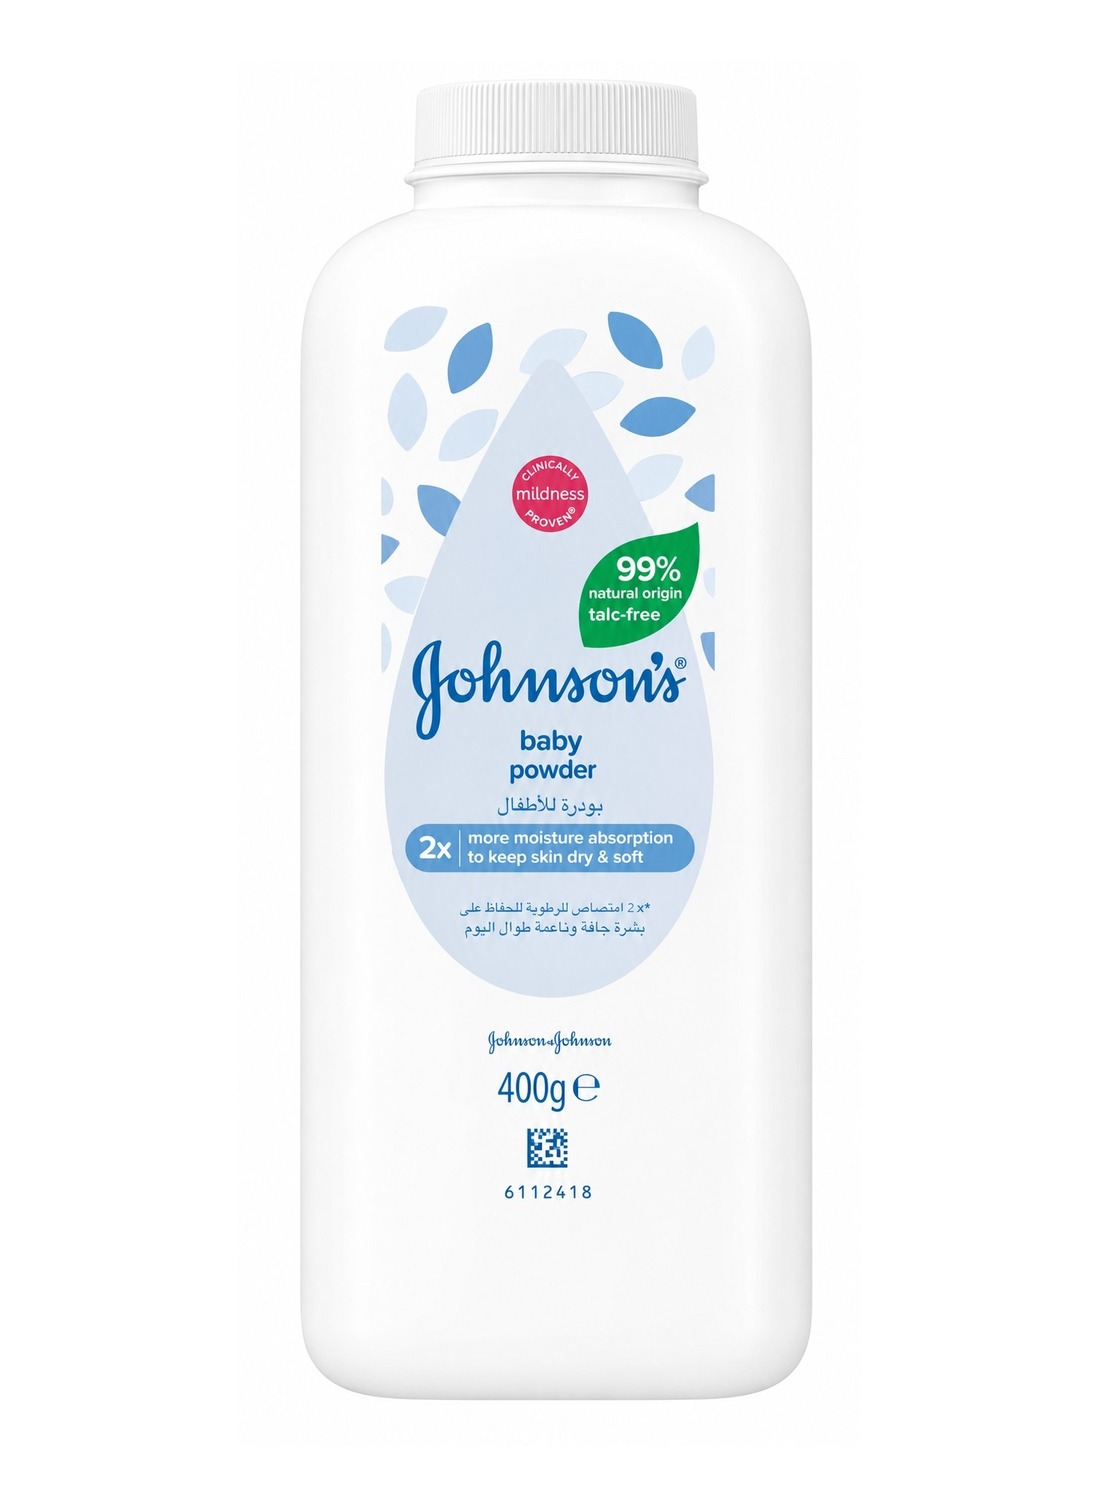 CLINICALLY
mildness
PROVEN®
99%
natural origin
talc-free
Johnson's®
baby
powder
بودرة للأطفال
2x
more moisture absorption
to keep skin dry & soft
*2x امتصاص للرطوبة للحفاظ على
بشرة جافة وناعمة طوال اليوم
Johnson&Johnson
400g ℮
6112418